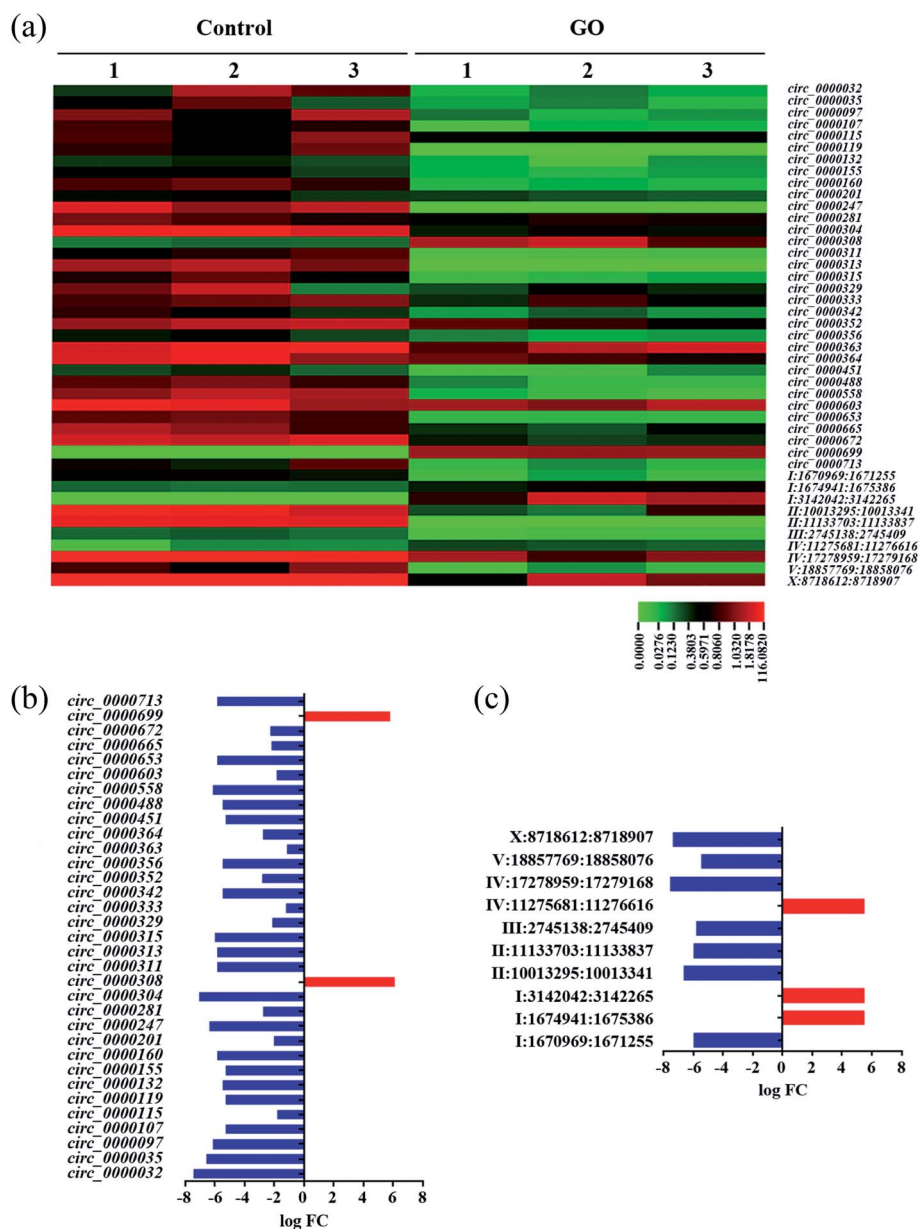 (a)
Control GO
1 2 3 1 2 3
circ_0000032
circ_0000035
circ_0000097
circ_0000107
circ_0000115
circ_0000119
circ_0000132
circ_0000155
circ_0000160
circ_0000201
circ_0000247
circ_0000281
circ_0000304
circ_0000308
circ_0000311
circ_0000313
circ_0000315
circ_0000329
circ_0000333
circ_0000342
circ_0000352
circ_0000356
circ_0000363
circ_0000364
circ_0000451
circ_0000488
circ_0000558
circ_0000603
circ_0000653
circ_0000665
circ_0000672
circ_0000699
circ_0000713
I:1670969:1671255
I:1674941:1675386
I:3142042:3142265
II:10013295:10013341
II:11133703:11133837
III:2745138:2745409
IV:11275681:11276616
IV:17278959:17279168
V:18857769:18858076
X:8718612:8718907
0.0000
0.0276
0.1230
0.3803
0.5971
0.8060
1.0320
1.8178
116.0820
(b)
circ_0000713
circ_0000699
circ_0000672
circ_0000665
circ_0000653
circ_0000603
circ_0000558
circ_0000488
circ_0000451
circ_0000364
circ_0000363
circ_0000356
circ_0000352
circ_0000342
circ_0000333
circ_0000329
circ_0000315
circ_0000313
circ_0000311
circ_0000308
circ_0000304
circ_0000281
circ_0000247
circ_0000201
circ_0000160
circ_0000155
circ_0000132
circ_0000119
circ_0000115
circ_0000107
circ_0000097
circ_0000035
circ_0000032
-8 -6 -4 -2 0 2 4 6 8
log FC
(c)
X:8718612:8718907
V:18857769:18858076
IV:17278959:17279168
IV:11275681:11276616
III:2745138:2745409
II:11133703:11133837
II:10013295:10013341
I:3142042:3142265
I:1674941:1675386
I:1670969:1671255
-8 -6 -4 -2 0 2 4 6 8
log FC